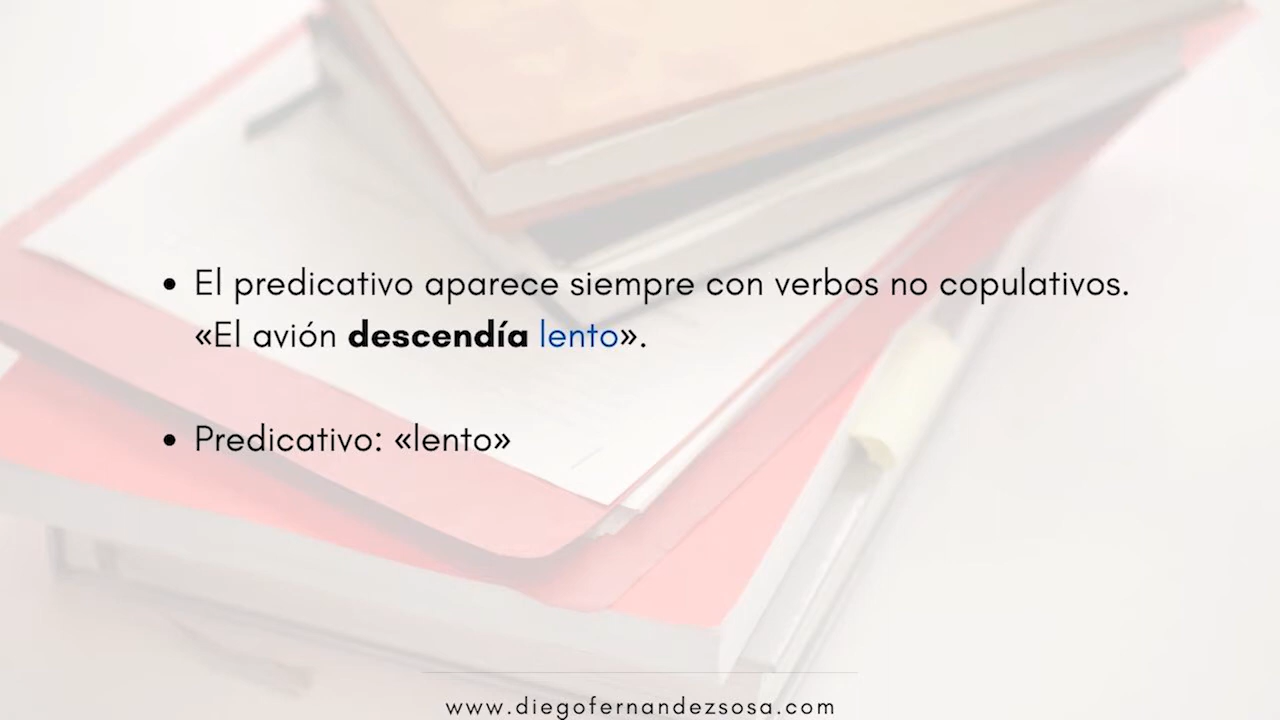 • El predicativo aparece siempre con verbos no copulativos.
«El avión descendía lento».
• Predicativo: «lento»
www.diegofernandezsosa.com